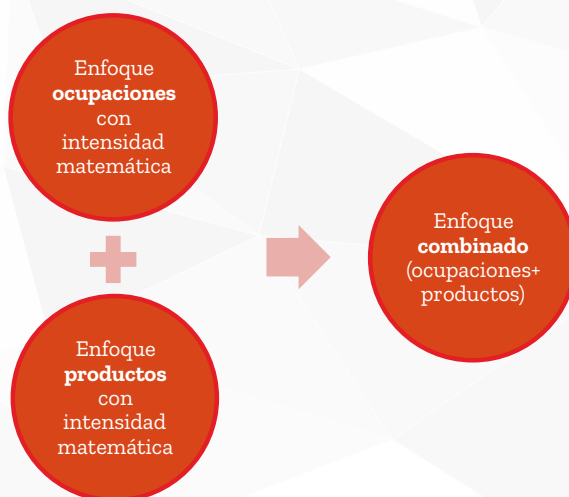 Enfoque
ocupaciones
con
intensidad
matemática
Enfoque
productos
con
intensidad
matemática
Enfoque
combinado
(ocupaciones+
productos)